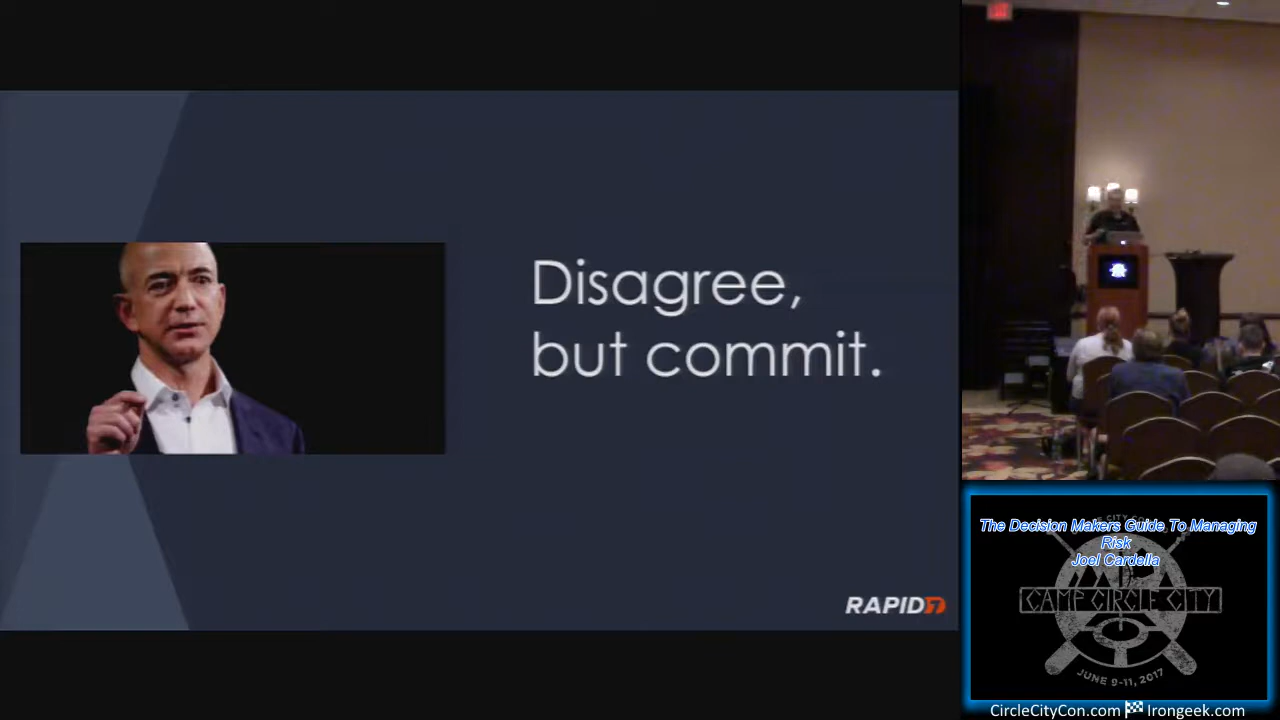 Disagree,
but commit.
RAPID7
The Decision Makers Guide To Managing
Risk
Joel Cardella
CAMP CIRCLE CITY
JUNE 9-11, 2017
CircleCityCon.com Irongeek.com